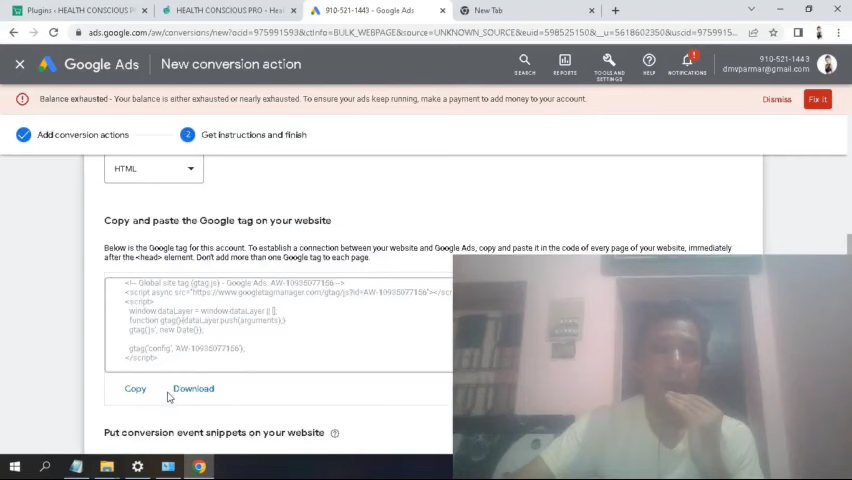 Plugins ‹ HEALTH CONSCIOUS P
HEALTH CONSCIOUS PRO - Heal
910-521-1443 - Google Ads
New Tab
ads.google.com/aw/conversions/new?ocid=975991593&ctInfo=BULK_WEBPAGE&source=UNKNOWN_SOURCE&euid=598525150&__u=5618602350&uscid=9759915...
Google Ads
New conversion action
SEARCH
REPORTS
TOOLS AND SETTINGS
HELP
NOTIFICATIONS
910-521-1443
dmvparmar@gmail.com
Balance exhausted - Your balance is either exhausted or nearly exhausted. To ensure your ads keep running, make a payment to add money to your account.
Dismiss
Fix it
Add conversion actions
2
Get instructions and finish
HTML
Copy and paste the Google tag on your website
Below is the Google tag for this account. To establish a connection between your website and Google Ads, copy and paste it in the code of every page of your website, immediately
after the <head> element. Don't add more than one Google tag to each page.
<!-- Global site tag (gtag.js) - Google Ads: AW-10935077156 -->
<script async src="https://www.googletagmanager.com/gtag/js?id=AW-10935077156"></scr
<script>
window.dataLayer = window.dataLayer || [];
function gtag(){dataLayer.push(arguments);}
gtag('js', new Date());
gtag('config', 'AW-10935077156');
</script>
Copy
Download
Put conversion event snippets on your website